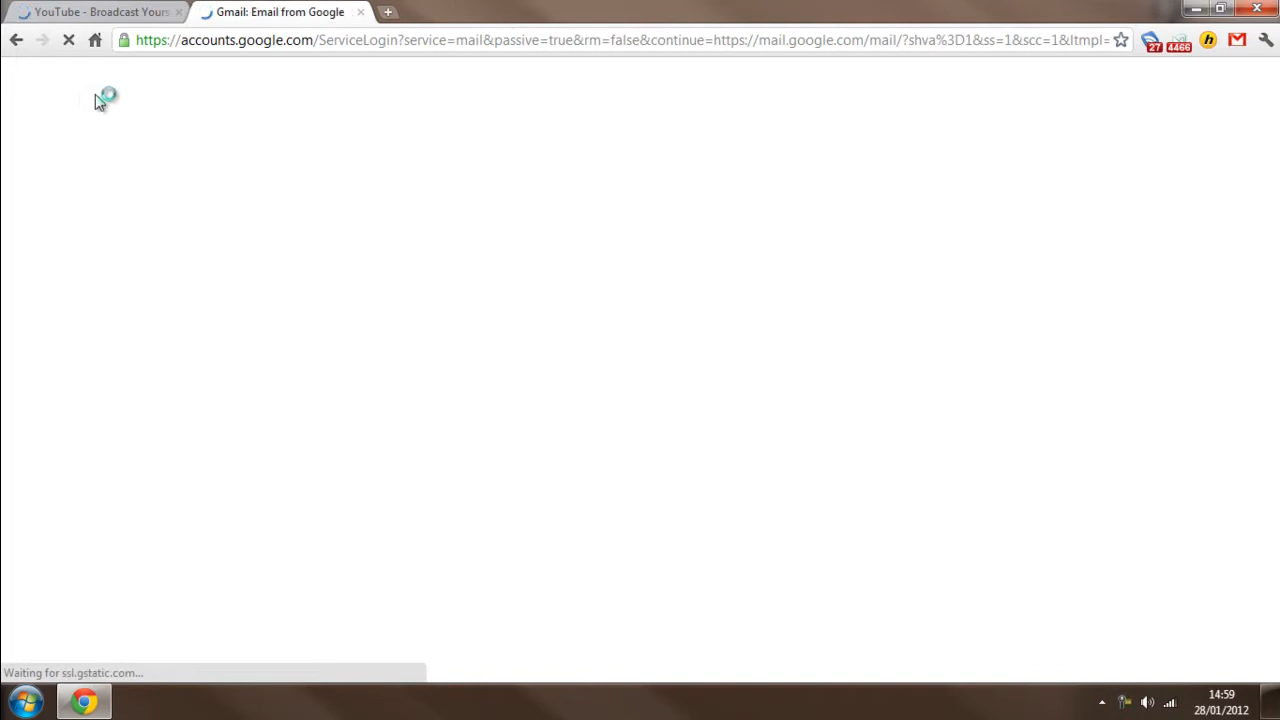 YouTube - Broadcast Yours
Gmail: Email from Google
https://accounts.google.com/ServiceLogin?service=mail&passive=true&rm=false&continue=https://mail.google.com/mail/?shva%3D1&ss=1&scc=1&ltmpl=
27
4466
h
Waiting for ssl.gstatic.com...
14:59
28/01/2012